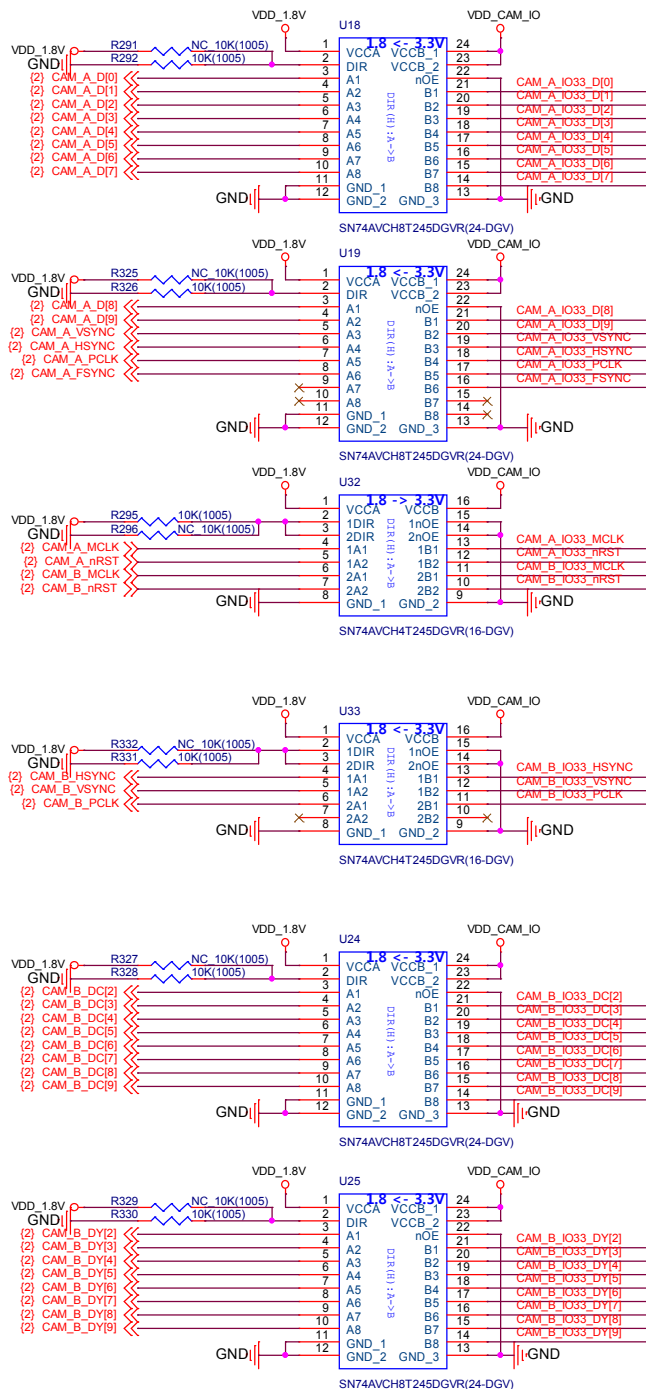 U18
VDD_1.8V
VDD_CAM_IO
1.8 <- 3.3V
VDD_1.8V
R291
NC_10K(1005)
GND
R292
10K(1005)
1 VCCA VCCB_1 24
2 DIR VCCB_2 23
3 A1 nOE 22
4 A2 B1 21
5 A3 B2 20
6 A4 B3 19
7 A5 B4 18
8 A6 B5 17
9 A7 B6 16
10 A8 B7 15
11 GND_1 B8 14
12 GND_2 GND_3 13
DIR(H):A->B
{2} CAM_A_D[0]
{2} CAM_A_D[1]
{2} CAM_A_D[2]
{2} CAM_A_D[3]
{2} CAM_A_D[4]
{2} CAM_A_D[5]
{2} CAM_A_D[6]
{2} CAM_A_D[7]
CAM_A_IO33_D[0]
CAM_A_IO33_D[1]
CAM_A_IO33_D[2]
CAM_A_IO33_D[3]
CAM_A_IO33_D[4]
CAM_A_IO33_D[5]
CAM_A_IO33_D[6]
CAM_A_IO33_D[7]
GND
GND
SN74AVCH8T245DGVR(24-DGV)
U19
VDD_1.8V
VDD_CAM_IO
1.8 <- 3.3V
VDD_1.8V
R325
NC_10K(1005)
GND
R326
10K(1005)
1 VCCA VCCB_1 24
2 DIR VCCB_2 23
3 A1 nOE 22
4 A2 B1 21
5 A3 B2 20
6 A4 B3 19
7 A5 B4 18
8 A6 B5 17
9 A7 B6 16
10 A8 B7 15
11 GND_1 B8 14
12 GND_2 GND_3 13
DIR(H):A->B
{2} CAM_A_D[8]
{2} CAM_A_D[9]
{2} CAM_A_VSYNC
{2} CAM_A_HSYNC
{2} CAM_A_PCLK
{2} CAM_A_FSYNC
CAM_A_IO33_D[8]
CAM_A_IO33_D[9]
CAM_A_IO33_VSYNC
CAM_A_IO33_HSYNC
CAM_A_IO33_PCLK
CAM_A_IO33_FSYNC
GND
GND
SN74AVCH8T245DGVR(24-DGV)
U32
VDD_1.8V
VDD_CAM_IO
1.8 -> 3.3V
VDD_1.8V
R295
10K(1005)
GND
R296
NC_10K(1005)
1 VCCA VCCB 16
2 1DIR 1nOE 15
3 2DIR 2nOE 14
4 1A1 1B1 13
5 1A2 1B2 12
6 2A1 2B1 11
7 2A2 2B2 10
8 GND_1 GND_2 9
DIR(H):A->B
{2} CAM_A_MCLK
{2} CAM_A_nRST
{2} CAM_B_MCLK
{2} CAM_B_nRST
CAM_A_IO33_MCLK
CAM_A_IO33_nRST
CAM_B_IO33_MCLK
CAM_B_IO33_nRST
GND
GND
SN74AVCH4T245DGVR(16-DGV)
U33
VDD_1.8V
VDD_CAM_IO
1.8 <- 3.3V
VDD_1.8V
R332
NC_10K(1005)
GND
R331
10K(1005)
1 VCCA VCCB 16
2 1DIR 1nOE 15
3 2DIR 2nOE 14
4 1A1 1B1 13
5 1A2 1B2 12
6 2A1 2B1 11
7 2A2 2B2 10
8 GND_1 GND_2 9
DIR(H):A->B
{2} CAM_B_HSYNC
{2} CAM_B_VSYNC
{2} CAM_B_PCLK
CAM_B_IO33_HSYNC
CAM_B_IO33_VSYNC
CAM_B_IO33_PCLK
GND
GND
SN74AVCH4T245DGVR(16-DGV)
U24
VDD_1.8V
VDD_CAM_IO
1.8 <- 3.3V
VDD_1.8V
R327
NC_10K(1005)
GND
R328
10K(1005)
1 VCCA VCCB_1 24
2 DIR VCCB_2 23
3 A1 nOE 22
4 A2 B1 21
5 A3 B2 20
6 A4 B3 19
7 A5 B4 18
8 A6 B5 17
9 A7 B6 16
10 A8 B7 15
11 GND_1 B8 14
12 GND_2 GND_3 13
DIR(H):A->B
{2} CAM_B_DC[2]
{2} CAM_B_DC[3]
{2} CAM_B_DC[4]
{2} CAM_B_DC[5]
{2} CAM_B_DC[6]
{2} CAM_B_DC[7]
{2} CAM_B_DC[8]
{2} CAM_B_DC[9]
CAM_B_IO33_DC[2]
CAM_B_IO33_DC[3]
CAM_B_IO33_DC[4]
CAM_B_IO33_DC[5]
CAM_B_IO33_DC[6]
CAM_B_IO33_DC[7]
CAM_B_IO33_DC[8]
CAM_B_IO33_DC[9]
GND
GND
SN74AVCH8T245DGVR(24-DGV)
U25
VDD_1.8V
VDD_CAM_IO
1.8 <- 3.3V
VDD_1.8V
R329
NC_10K(1005)
GND
R330
10K(1005)
1 VCCA VCCB_1 24
2 DIR VCCB_2 23
3 A1 nOE 22
4 A2 B1 21
5 A3 B2 20
6 A4 B3 19
7 A5 B4 18
8 A6 B5 17
9 A7 B6 16
10 A8 B7 15
11 GND_1 B8 14
12 GND_2 GND_3 13
DIR(H):A->B
{2} CAM_B_DY[2]
{2} CAM_B_DY[3]
{2} CAM_B_DY[4]
{2} CAM_B_DY[5]
{2} CAM_B_DY[6]
{2} CAM_B_DY[7]
{2} CAM_B_DY[8]
{2} CAM_B_DY[9]
CAM_B_IO33_DY[2]
CAM_B_IO33_DY[3]
CAM_B_IO33_DY[4]
CAM_B_IO33_DY[5]
CAM_B_IO33_DY[6]
CAM_B_IO33_DY[7]
CAM_B_IO33_DY[8]
CAM_B_IO33_DY[9]
GND
GND
SN74AVCH8T245DGVR(24-DGV)